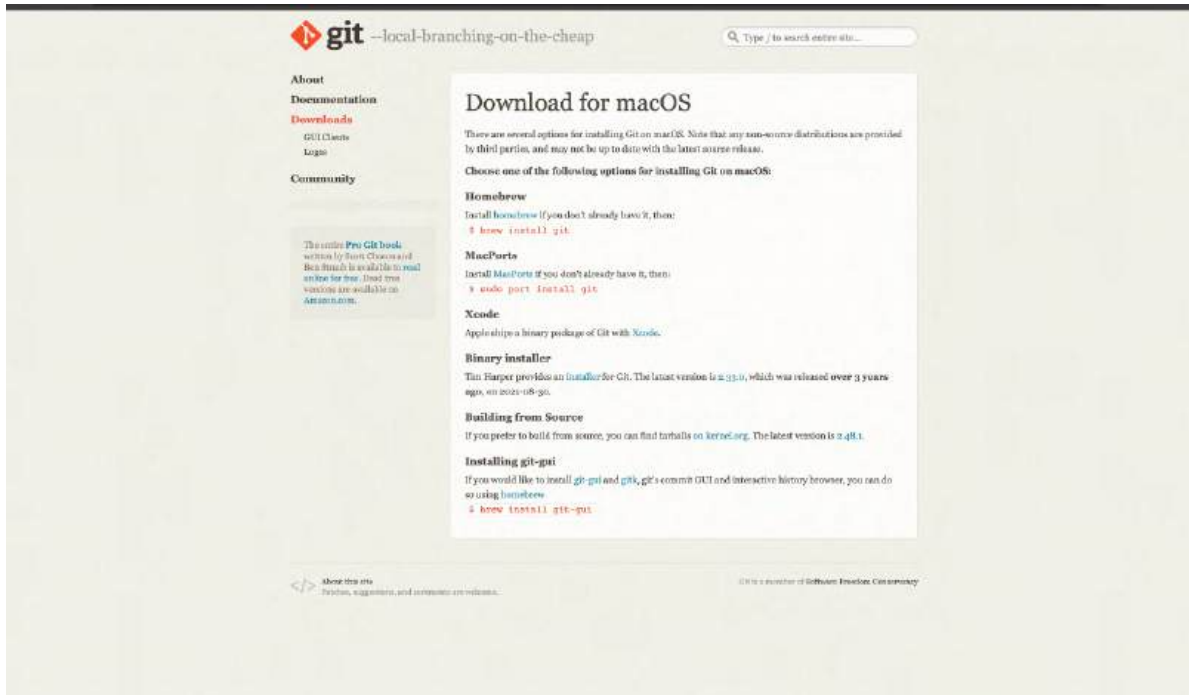 git --local-branching-on-the-cheap
Type / to search entire site...
About
Documentation
Downloads
GUI Clients
Logos
Community
The entire Pro Git book
written by Scott Chacon and
Ben Straub is available to read
online for free. Dead tree
versions are available on
Amazon.com.
Download for macOS
There are several options for installing Git on macOS. Note that any non-source distributions are provided
by third parties, and may not be up to date with the latest source release.
Choose one of the following options for installing Git on macOS:
Homebrew
Install homebrew if you don't already have it, then:
$ brew install git
MacPorts
Install MacPorts if you don't already have it, then:
$ sudo port install git
Xcode
Apple ships a binary package of Git with Xcode.
Binary installer
Tim Harper provides an installer for Git. The latest version is 2.33.0, which was released over 3 years
ago, on 2021-08-30.
Building from Source
If you prefer to build from source, you can find tarballs on kernel.org. The latest version is 2.48.1.
Installing git-gui
If you would like to install git-gui and gitk, git's commit GUI and interactive history browser, you can do
so using homebrew
$ brew install git-gui
</> About this site
Patches, suggestions, and comments are welcome.
Git is a member of Software Freedom Conservancy